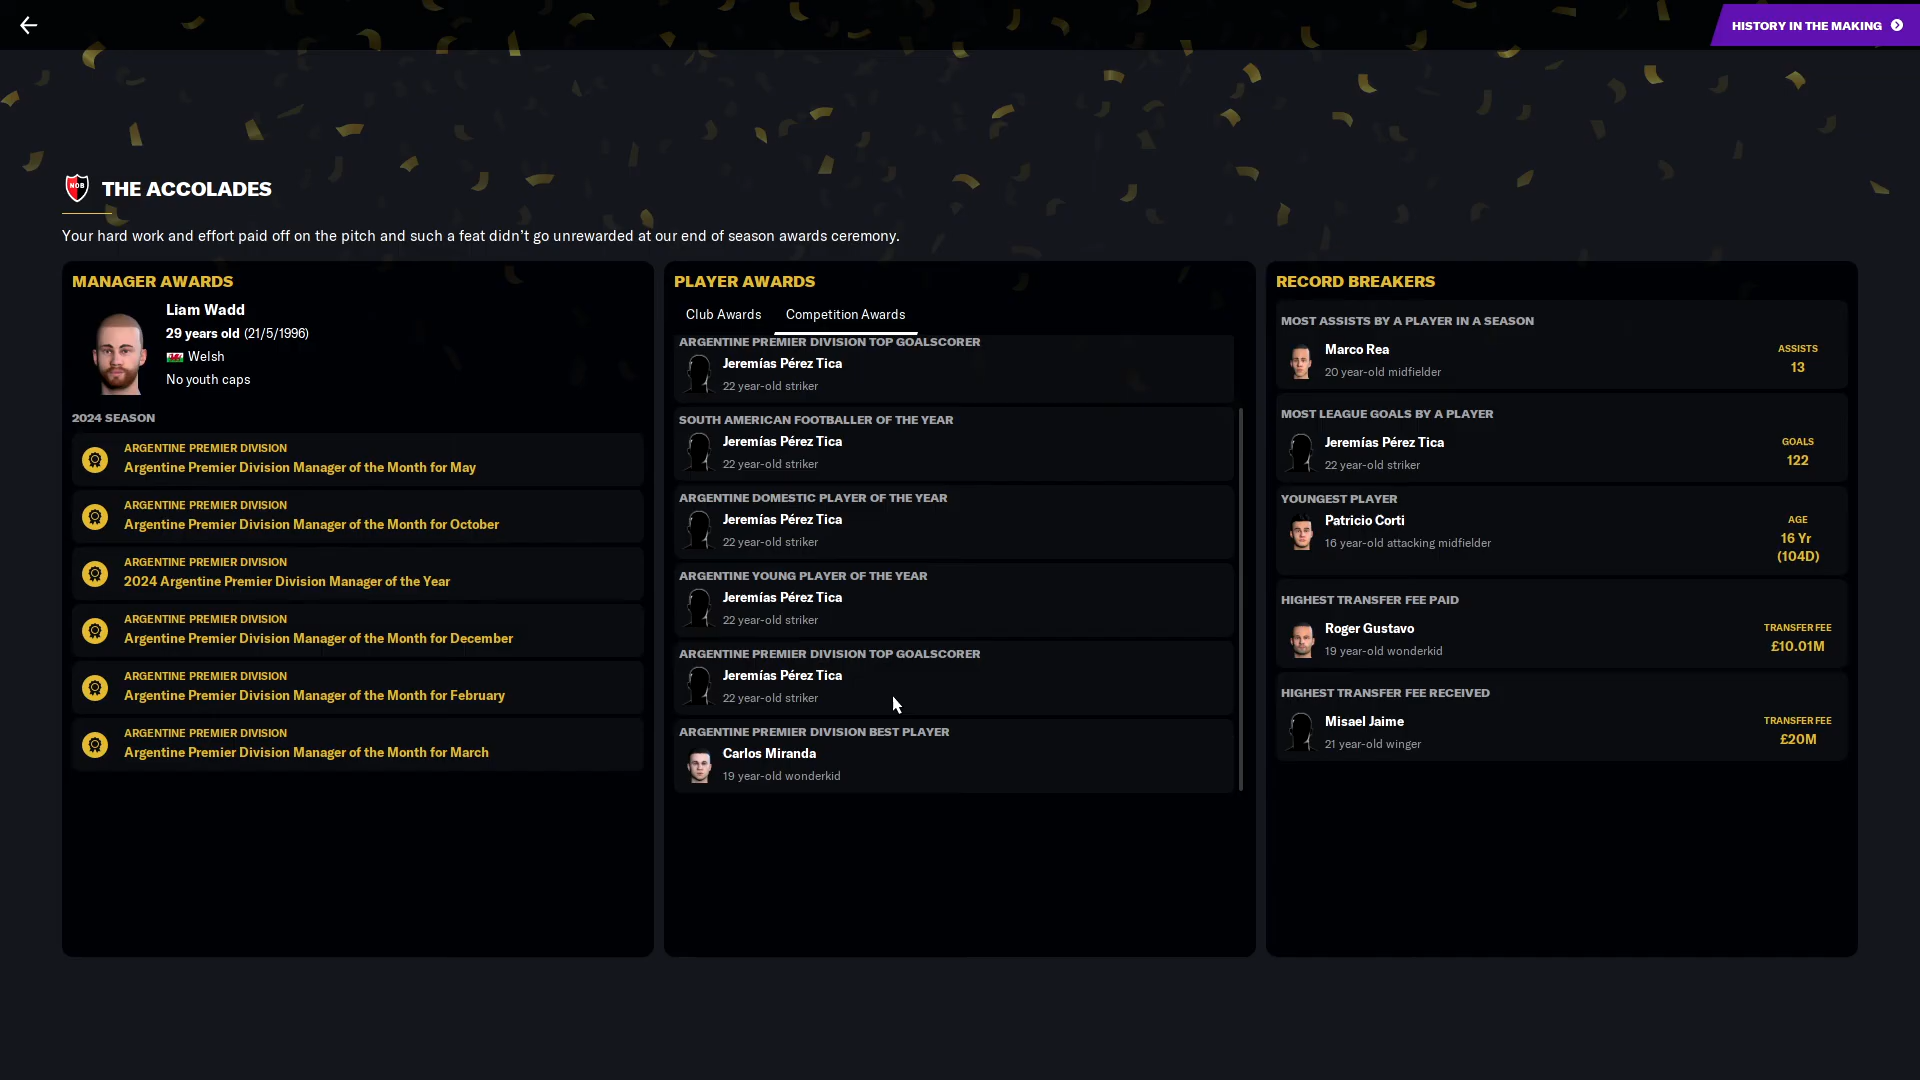 HISTORY IN THE MAKING
NOB
THE ACCOLADES
Your hard work and effort paid off on the pitch and such a feat didn't go unrewarded at our end of season awards ceremony.
MANAGER AWARDS
Liam Wadd
29 years old (21/5/1996)
Welsh
No youth caps
2024 SEASON
ARGENTINE PREMIER DIVISION
Argentine Premier Division Manager of the Month for May
ARGENTINE PREMIER DIVISION
Argentine Premier Division Manager of the Month for October
ARGENTINE PREMIER DIVISION
2024 Argentine Premier Division Manager of the Year
ARGENTINE PREMIER DIVISION
Argentine Premier Division Manager of the Month for December
ARGENTINE PREMIER DIVISION
Argentine Premier Division Manager of the Month for February
ARGENTINE PREMIER DIVISION
Argentine Premier Division Manager of the Month for March
PLAYER AWARDS
Club Awards Competition Awards
ARGENTINE PREMIER DIVISION TOP GOALSCORER
Jeremías Pérez Tica
22 year-old striker
SOUTH AMERICAN FOOTBALLER OF THE YEAR
Jeremías Pérez Tica
22 year-old striker
ARGENTINE DOMESTIC PLAYER OF THE YEAR
Jeremías Pérez Tica
22 year-old striker
ARGENTINE YOUNG PLAYER OF THE YEAR
Jeremías Pérez Tica
22 year-old striker
ARGENTINE PREMIER DIVISION TOP GOALSCORER
Jeremías Pérez Tica
22 year-old striker
ARGENTINE PREMIER DIVISION BEST PLAYER
Carlos Miranda
19 year-old wonderkid
RECORD BREAKERS
MOST ASSISTS BY A PLAYER IN A SEASON
Marco Rea
20 year-old midfielder
ASSISTS
13
MOST LEAGUE GOALS BY A PLAYER
Jeremías Pérez Tica
22 year-old striker
GOALS
122
YOUNGEST PLAYER
Patricio Corti
16 year-old attacking midfielder
AGE
16 Yr
(104D)
HIGHEST TRANSFER FEE PAID
Roger Gustavo
19 year-old wonderkid
TRANSFER FEE
£10.01M
HIGHEST TRANSFER FEE RECEIVED
Misael Jaime
21 year-old winger
TRANSFER FEE
£20M